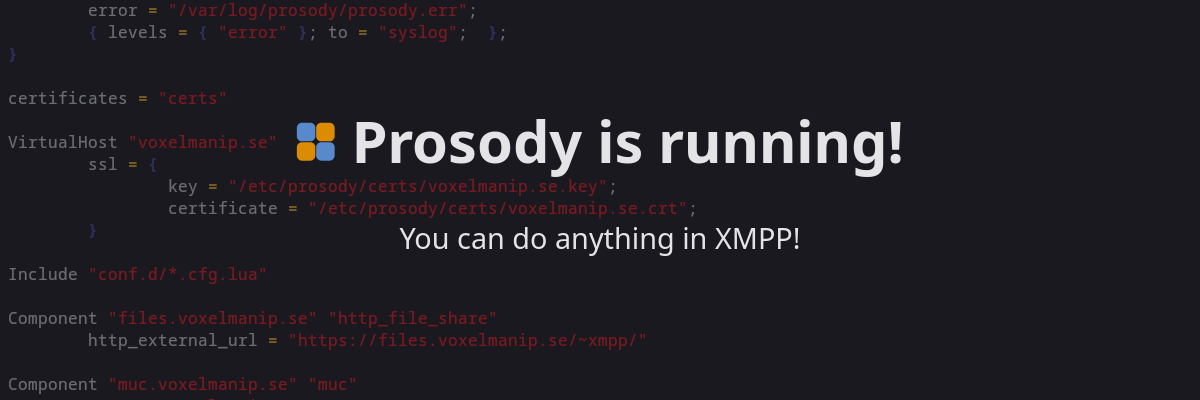 error = "/var/log/prosody/prosody.err";
{ levels = { "error" }; to = "syslog";  };
}
certificates = "certs"
Prosody is running!
VirtualHost "voxelmanip.se"
ssl = {
key = "/etc/prosody/certs/voxelmanip.se.key";
certificate = "/etc/prosody/certs/voxelmanip.se.crt";
}
You can do anything in XMPP!
Include "conf.d/*.cfg.lua"
Component "files.voxelmanip.se" "http_file_share"
http_external_url = "https://files.voxelmanip.se/~xmpp/"
Component "muc.voxelmanip.se" "muc"